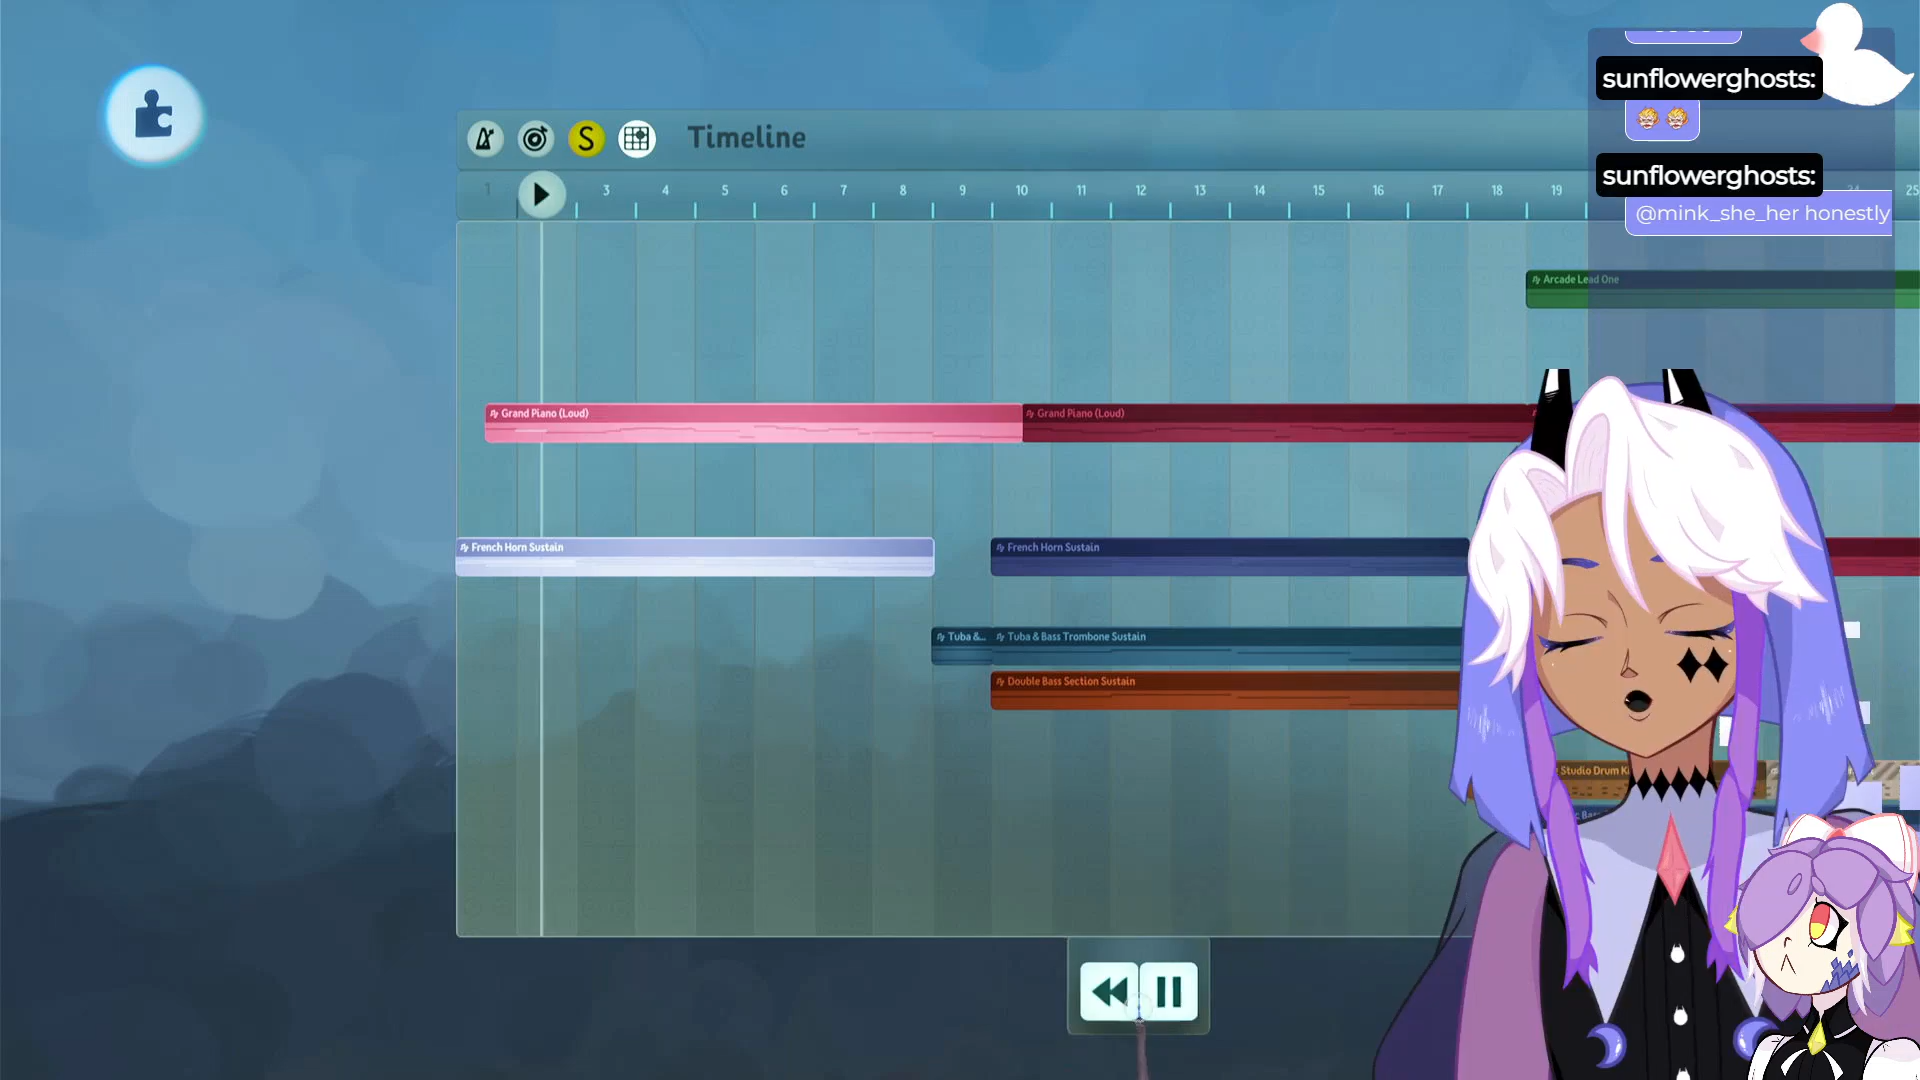 sunflowerghosts:
S Timeline
1 3 4 5 6 7 8 9 10 11 12 13 14 15 16 17 18 19 24 25
sunflowerghosts:
@mink_she_her honestly
Arcade Lead One
Grand Piano (Loud) Grand Piano (Loud)
French Horn Sustain French Horn Sustain
Tuba &... Tuba & Bass Trombone Sustain
Double Bass Section Sustain
Studio Drum Ki